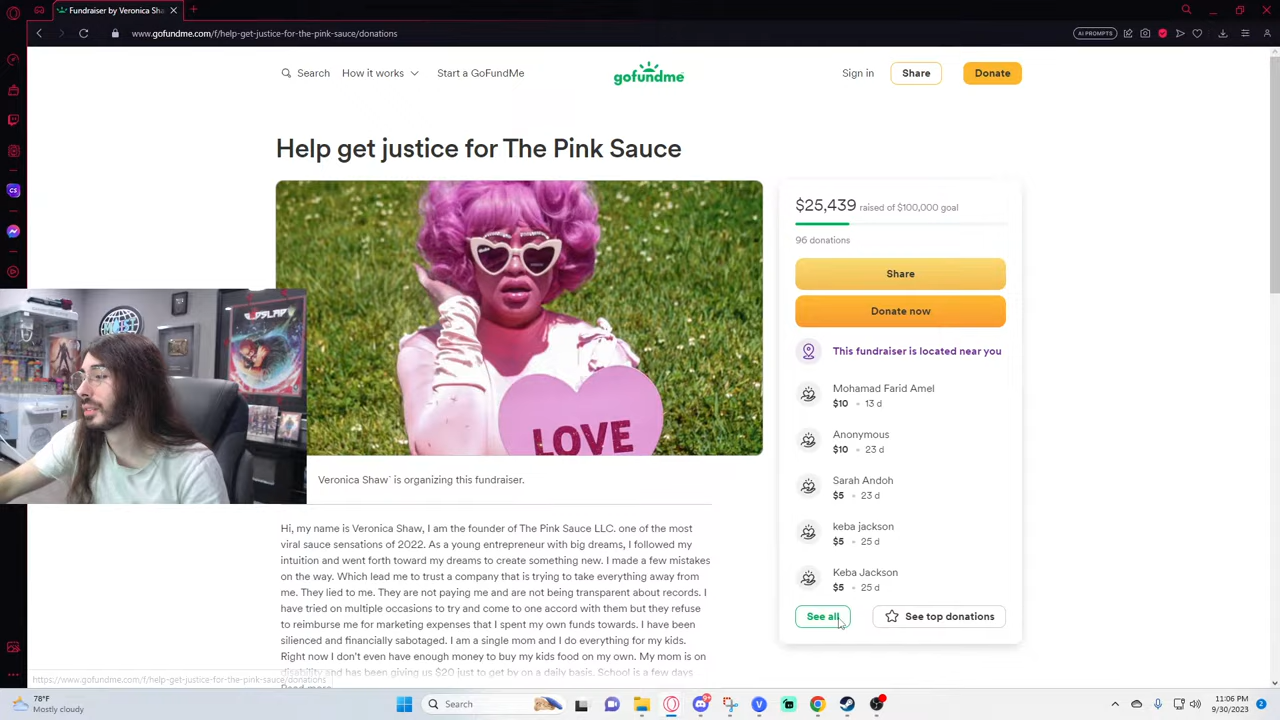 Fundraiser by Veronica Shaw
www.gofundme.com/f/help-get-justice-for-the-pink-sauce/donations
AI PROMPTS
Search
How it works
Start a GoFundMe
gofundme
Sign in
Share
Donate
Help get justice for The Pink Sauce
LOVE
$25,439 raised of $100,000 goal
96 donations
Share
Donate now
This fundraiser is located near you
Mohamad Farid Amel
$10 • 13 d
Anonymous
$10 • 23 d
Sarah Andoh
$5 • 23 d
keba jackson
$5 • 25 d
Keba Jackson
$5 • 25 d
See all
See top donations
Veronica Shaw` is organizing this fundraiser.
Hi, my name is Veronica Shaw, I am the founder of The Pink Sauce LLC. one of the most
viral sauce sensations of 2022. As a young entrepreneur with big dreams, I followed my
intuition and went forth toward my dreams to create something new. I made a few mistakes
on the way. Which lead me to trust a company that is trying to take everything away from
me. They lied to me. They are not paying me and are not being transparent about records. I
have tried on multiple occasions to try and come to one accord with them but they refuse
to reimburse me for marketing expenses that I spent my own funds towards. I have been
silienced and financially sabotaged. I am a single mom and I do everything for my kids.
Right now I don't even have enough money to buy my kids food on my own. My mom is on
disability and has been giving us $20 just to get by on a daily basis. School is a few days
Read more
https://www.gofundme.com/f/help-get-justice-for-the-pink-sauce/donations
78°F
Mostly cloudy
Search
11:06 PM
9/30/2023